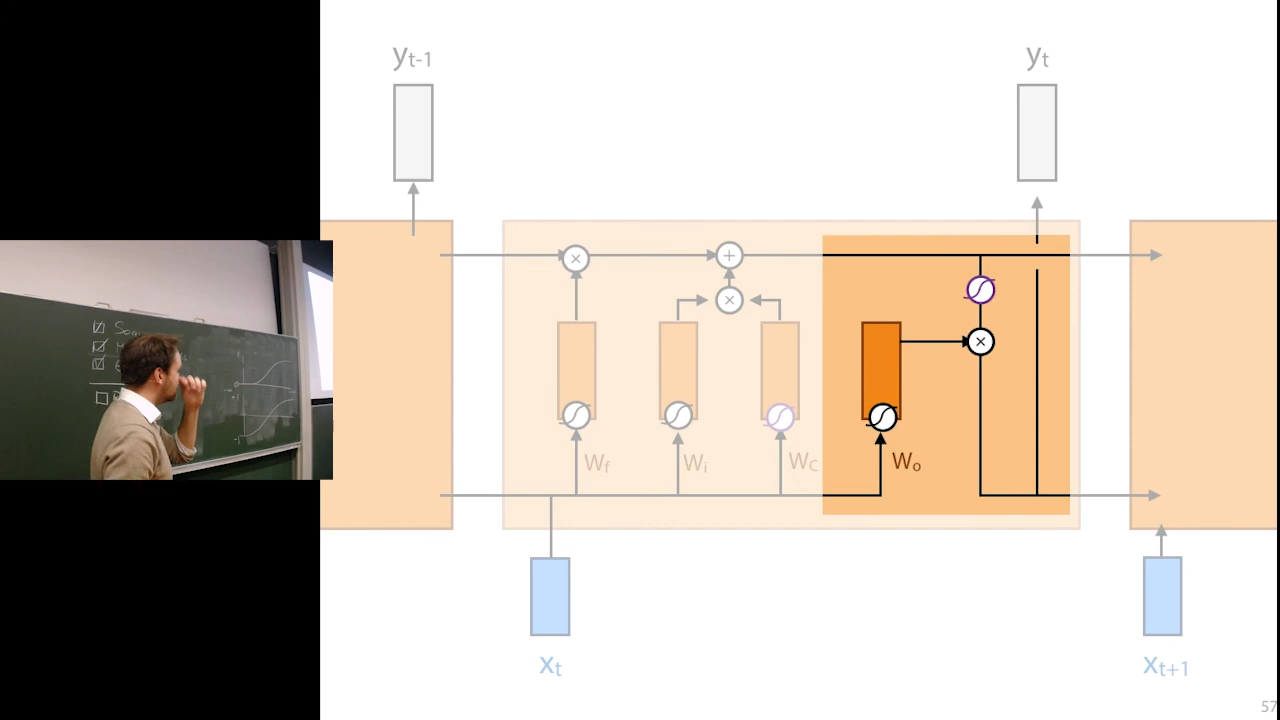 yt-1
yt
×
+
×
×
Wf
Wi
WC
Wo
xt
xt+1
57